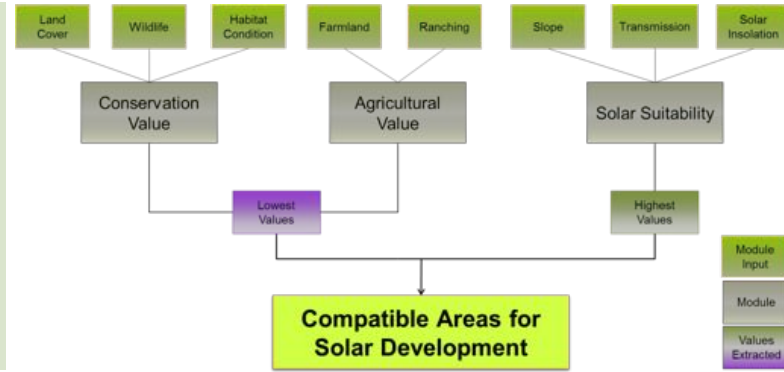 Land
Cover
Wildlife
Habitat
Condition
Farmland
Ranching
Slope
Transmission
Solar
Insolation
Conservation
Value
Agricultural
Value
Solar Suitability
Lowest
Values
Highest
Values
Module
Input
Module
Values
Extracted
Compatible Areas for
Solar Development